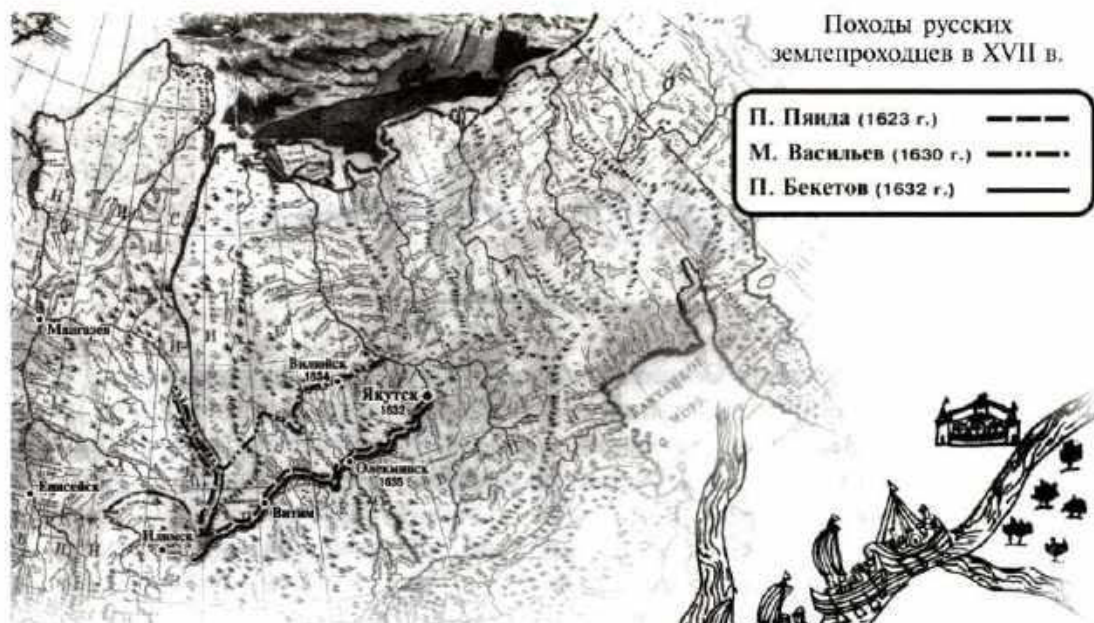 Походы русских
землепроходцев в XVII в.
П. Пянда (1623 г.)
М. Васильев (1630 г.)
П. Бекетов (1632 г.)
Мангазея
Вилюйск
1634
Якутск
1632
Олекминск
1635
Енисейск
Витим
Илимск
море